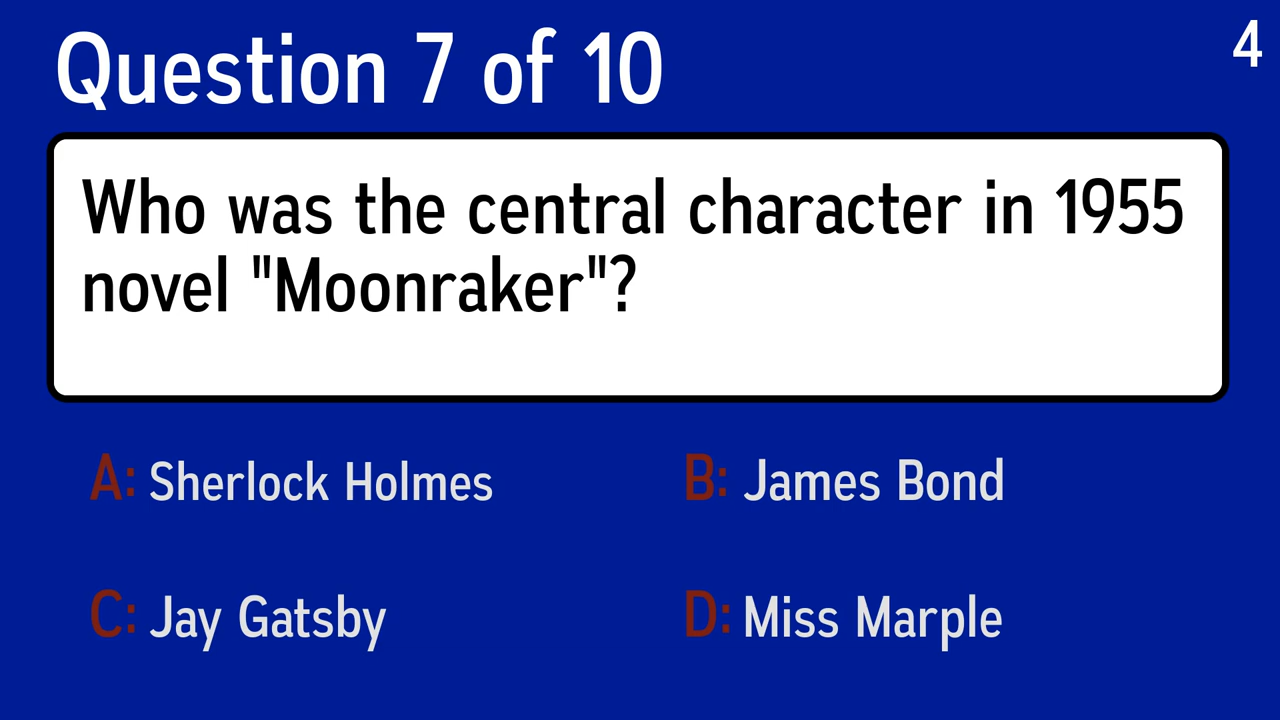 Question 7 of 10
4
Who was the central character in 1955
novel "Moonraker"?
A: Sherlock Holmes
B: James Bond
C: Jay Gatsby
D: Miss Marple